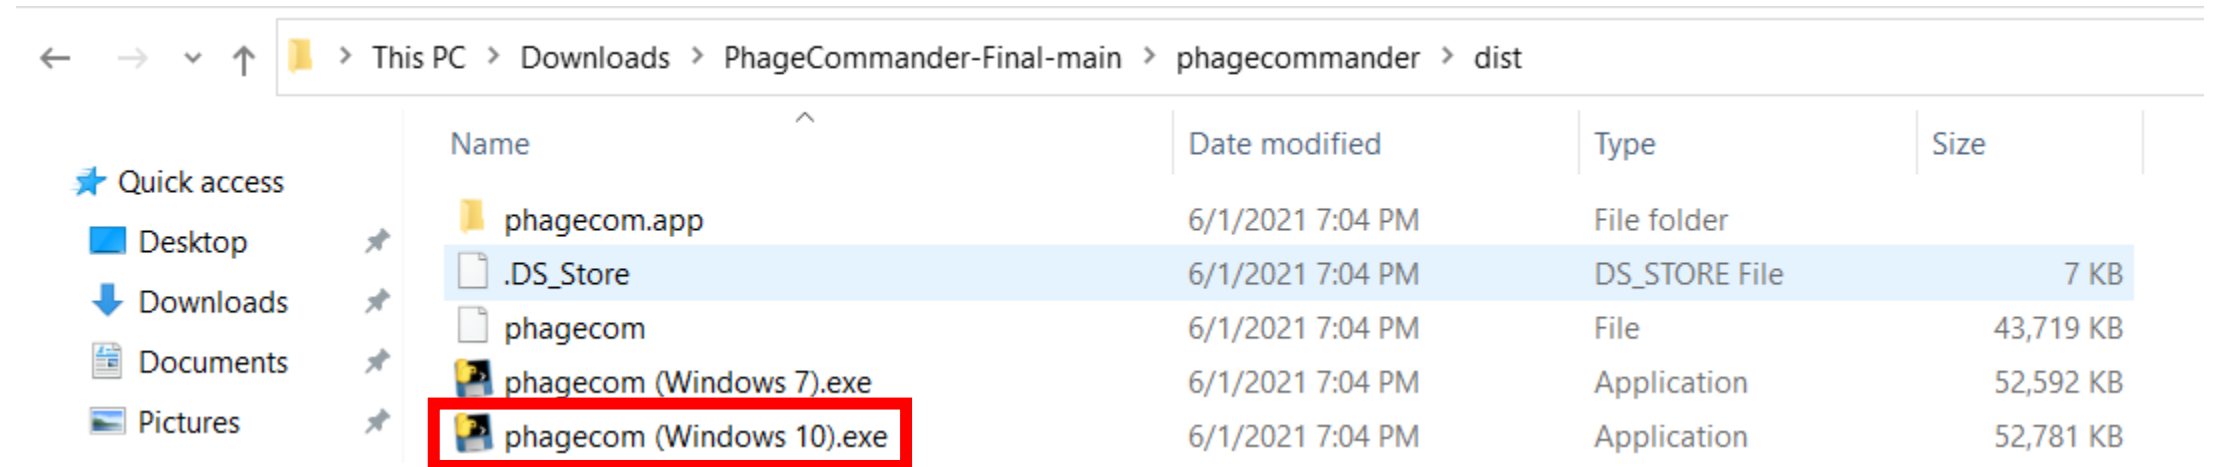 This PC > Downloads > PhageCommander-Final-main > phagecommander > dist
Name Date modified Type Size
Quick access
Desktop
Downloads
Documents
Pictures
phagecom.app 6/1/2021 7:04 PM File folder
.DS_Store 6/1/2021 7:04 PM DS_STORE File 7 KB
phagecom 6/1/2021 7:04 PM File 43,719 KB
phagecom (Windows 7).exe 6/1/2021 7:04 PM Application 52,592 KB
phagecom (Windows 10).exe 6/1/2021 7:04 PM Application 52,781 KB